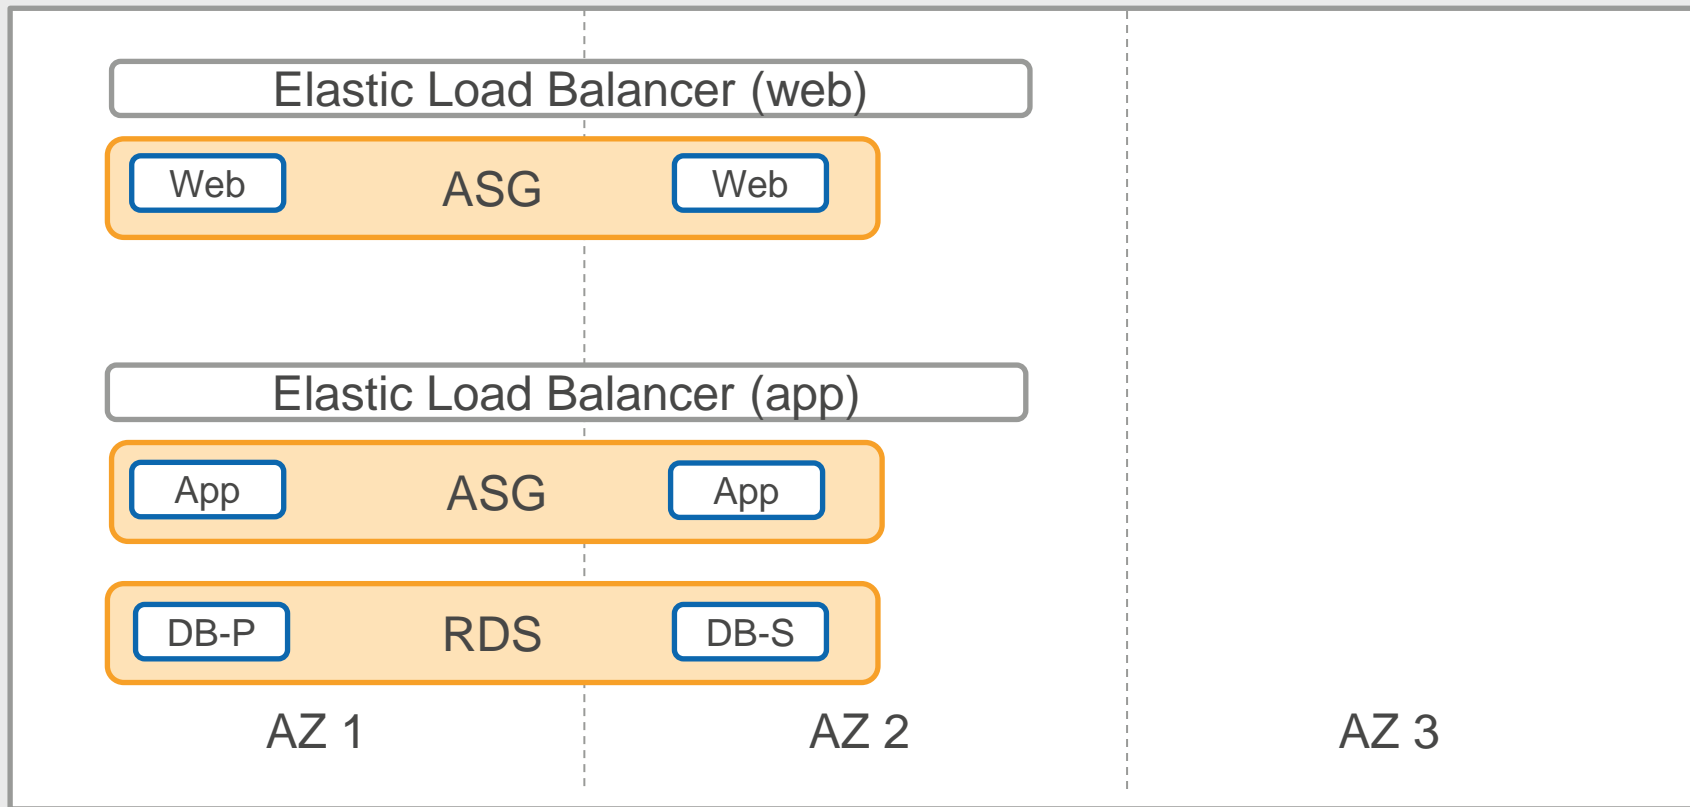 Elastic Load Balancer (web)
Web ASG Web
Elastic Load Balancer (app)
App ASG App
DB-P RDS DB-S
AZ 1 AZ 2 AZ 3